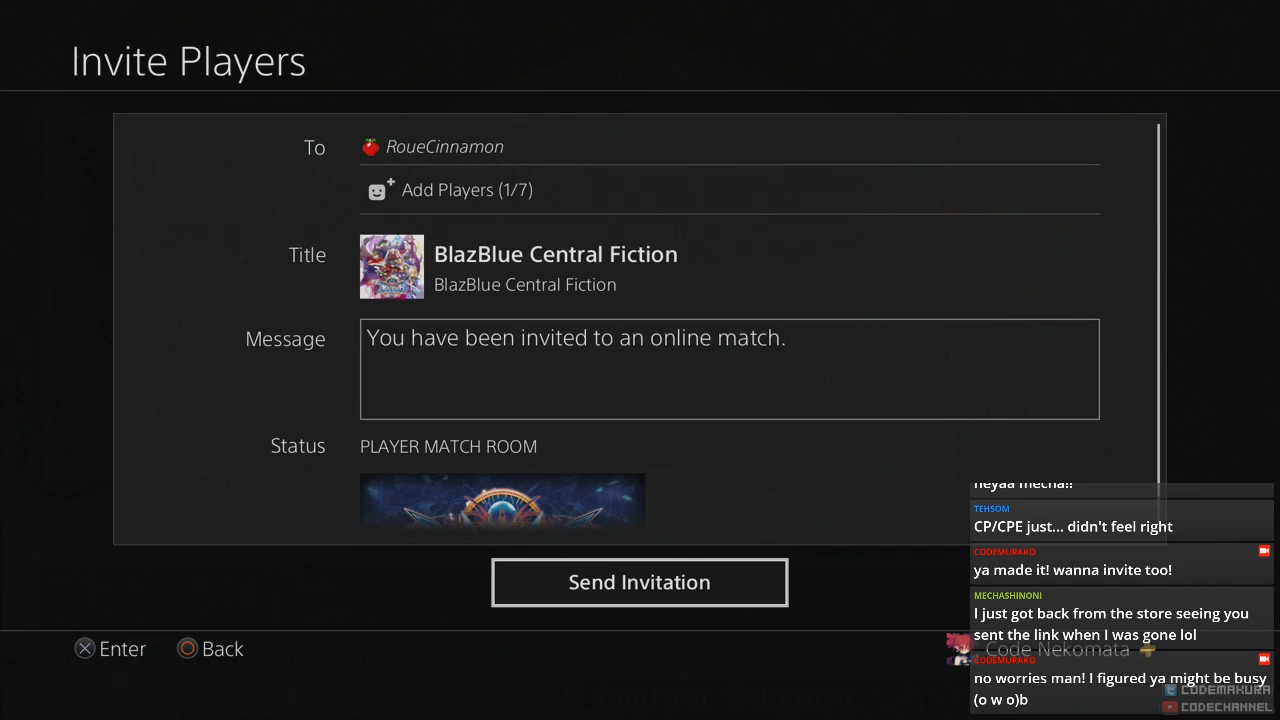 Invite Players
To
RoueCinnamon
Add Players (1/7)
Title
BlazBlue Central Fiction
BlazBlue Central Fiction
Message
You have been invited to an online match.
Status
PLAYER MATCH ROOM
heyaa mecha!!
TEHSOM
CP/CPE just... didn't feel right
CODEMURAKO
ya made it! wanna invite too!
MECHASHINONI
I just got back from the store seeing you
sent the link when I was gone lol
CODEMURAKO
no worries man! I figured ya might be busy
(o w o)b
Send Invitation
Enter
Back
Code Nekomata
CODEMAKURA
CODECHANNEL